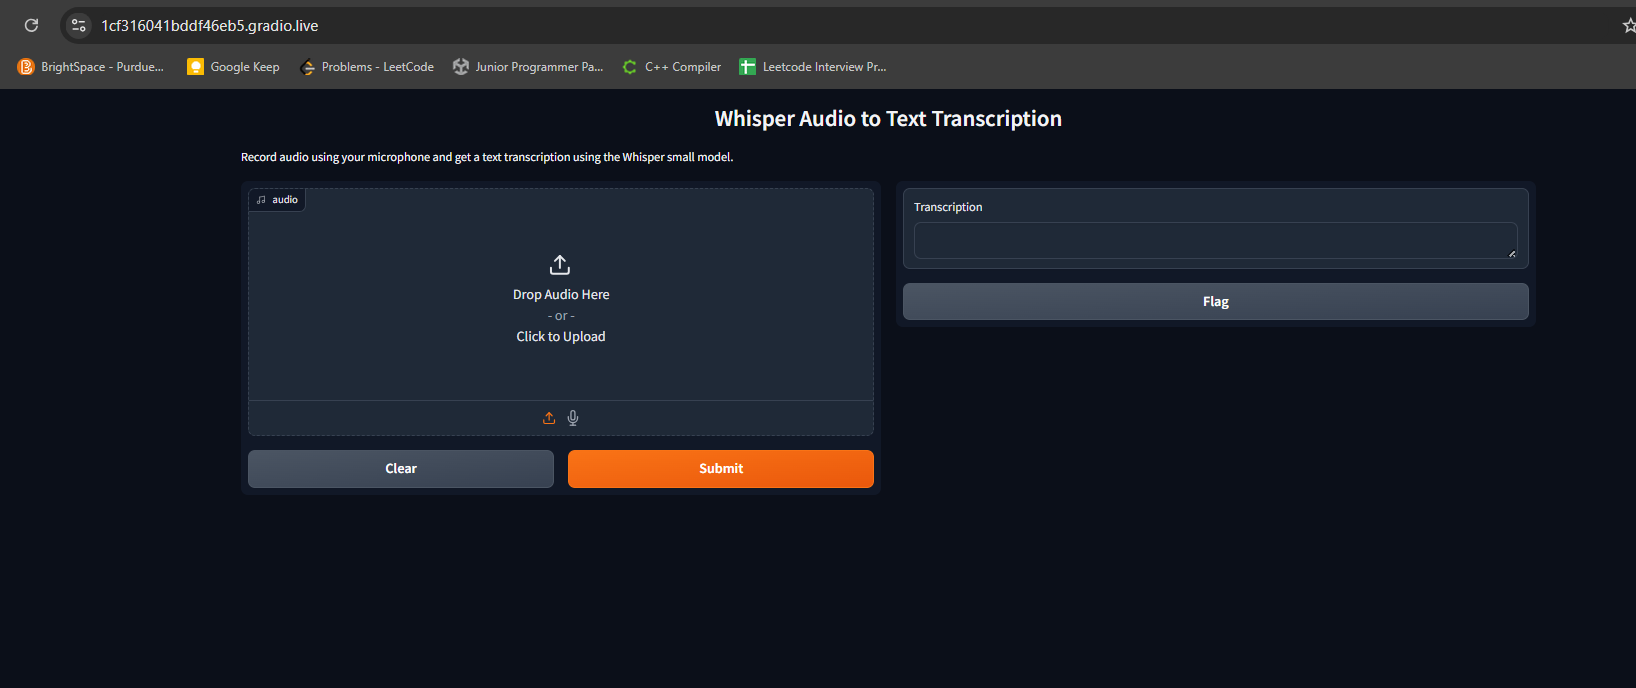 1cf316041bddf46eb5.gradio.live
BrightSpace - Purdue... Google Keep Problems - LeetCode Junior Programmer Pa... C++ Compiler Leetcode Interview Pr...
Whisper Audio to Text Transcription
Record audio using your microphone and get a text transcription using the Whisper small model.
audio
Drop Audio Here
- or -
Click to Upload
Clear Submit
Transcription
Flag